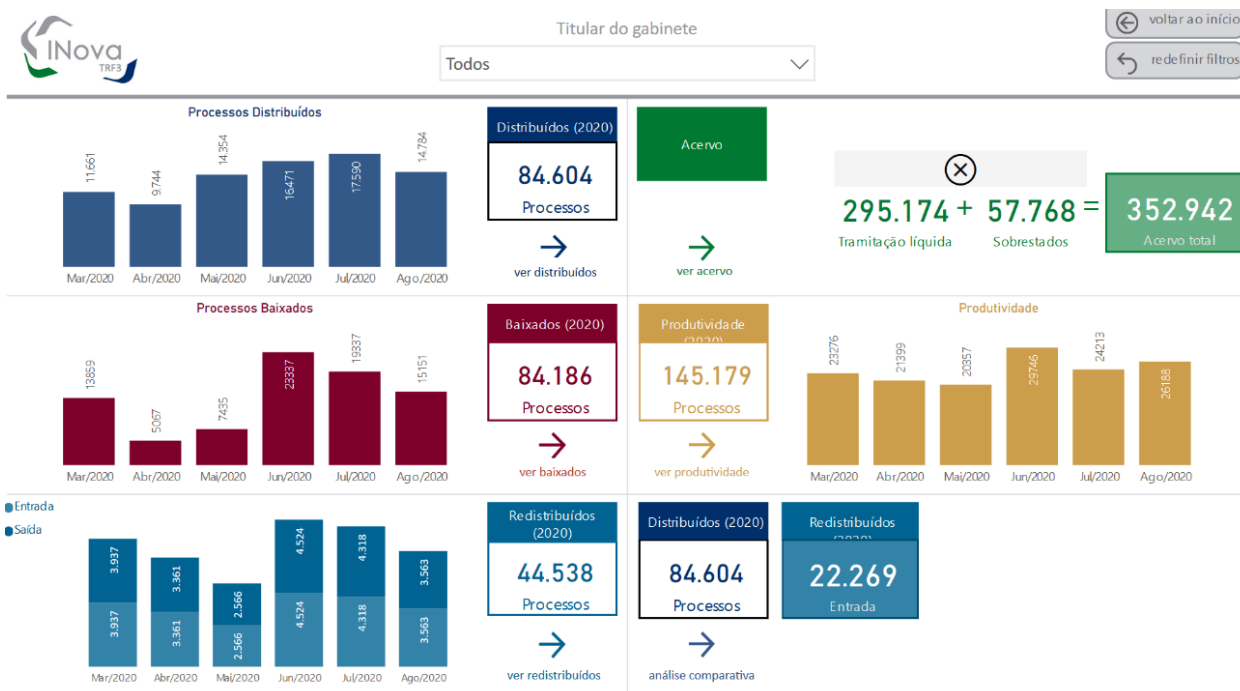 INova
TRF3
Titular do gabinete
Todos
voltar ao início
redefinir filtros
Processos Distribuídos
11.661
9.744
14.354
16.471
17.590
14.784
Mar/2020 Abr/2020 Mai/2020 Jun/2020 Jul/2020 Ago/2020
Distribuídos (2020)
84.604
Processos
ver distribuídos
Acervo
ver acervo
295.174 + 57.768 = 352.942
Tramitação líquida Sobrestados Acervo total
Processos Baixados
13859
5067
7435
23337
19337
15151
Mar/2020 Abr/2020 Mai/2020 Jun/2020 Jul/2020 Ago/2020
Baixados (2020)
84.186
Processos
ver baixados
Produtividade
(2020)
145.179
Processos
ver produtividade
Produtividade
23276
21399
20357
29746
24213
26188
Mar/2020 Abr/2020 Mai/2020 Jun/2020 Jul/2020 Ago/2020
Entrada
Saída
3.937
3.361
2.566
4.524
4.318
3.563
3.937
3.361
2.566
4.524
4.318
3.563
Mar/2020 Abr/2020 Mai/2020 Jun/2020 Jul/2020 Ago/2020
Redistribuídos
(2020)
44.538
Processos
ver redistribuídos
Distribuídos (2020)
84.604
Processos
análise comparativa
Redistribuídos
(2020)
22.269
Entrada